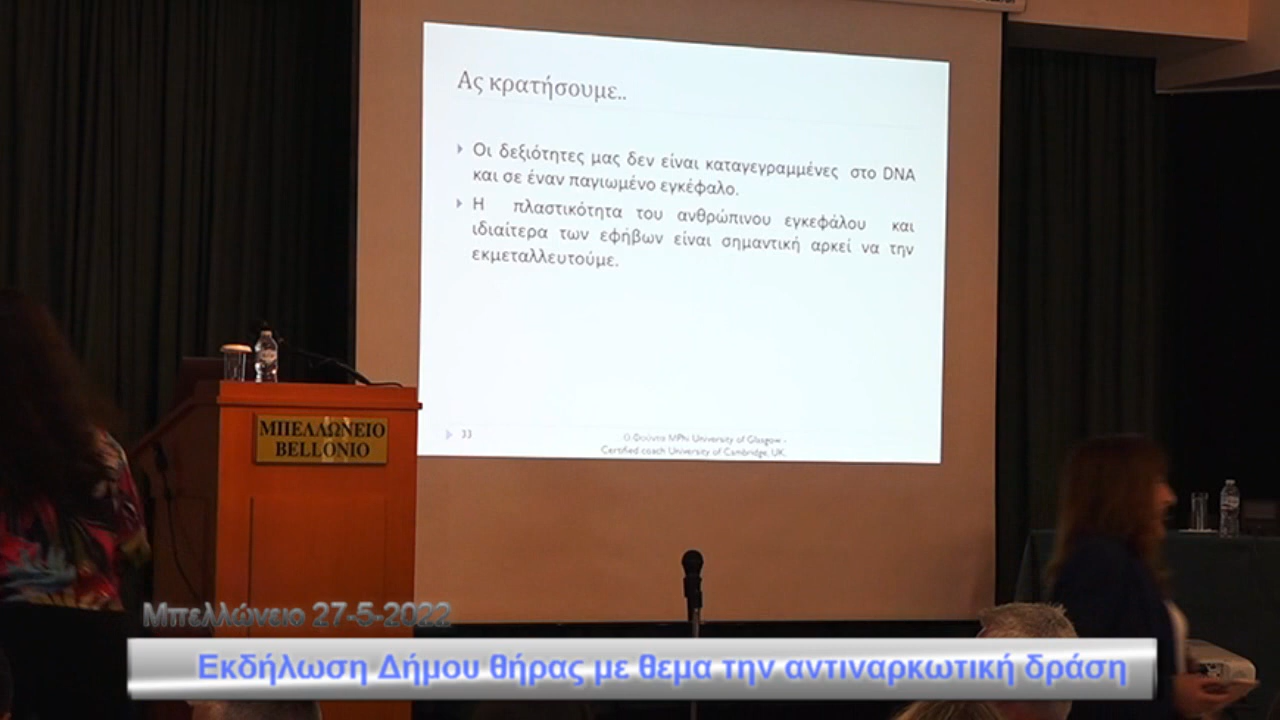 Ας κρατήσουμε..
Οι δεξιότητες μας δεν είναι καταγεγραμμένες στο DNA
και σε έναν παγιωμένο εγκέφαλο.
Η πλαστικότητα του ανθρώπινου εγκεφάλου και
ιδιαίτερα των εφήβων είναι σημαντική αρκεί να την
εκμεταλλευτούμε.
33
Ο.Φούντα MPhi University of Glasgow -
Certified coach University of Cambridge, UK.
ΜΠΕΛΛΩΝΕΙΟ
BELLONIO
Μπελλώνειο 27-5-2022
Εκδήλωση Δήμου θήρας με θεμα την αντιναρκωτική δράση